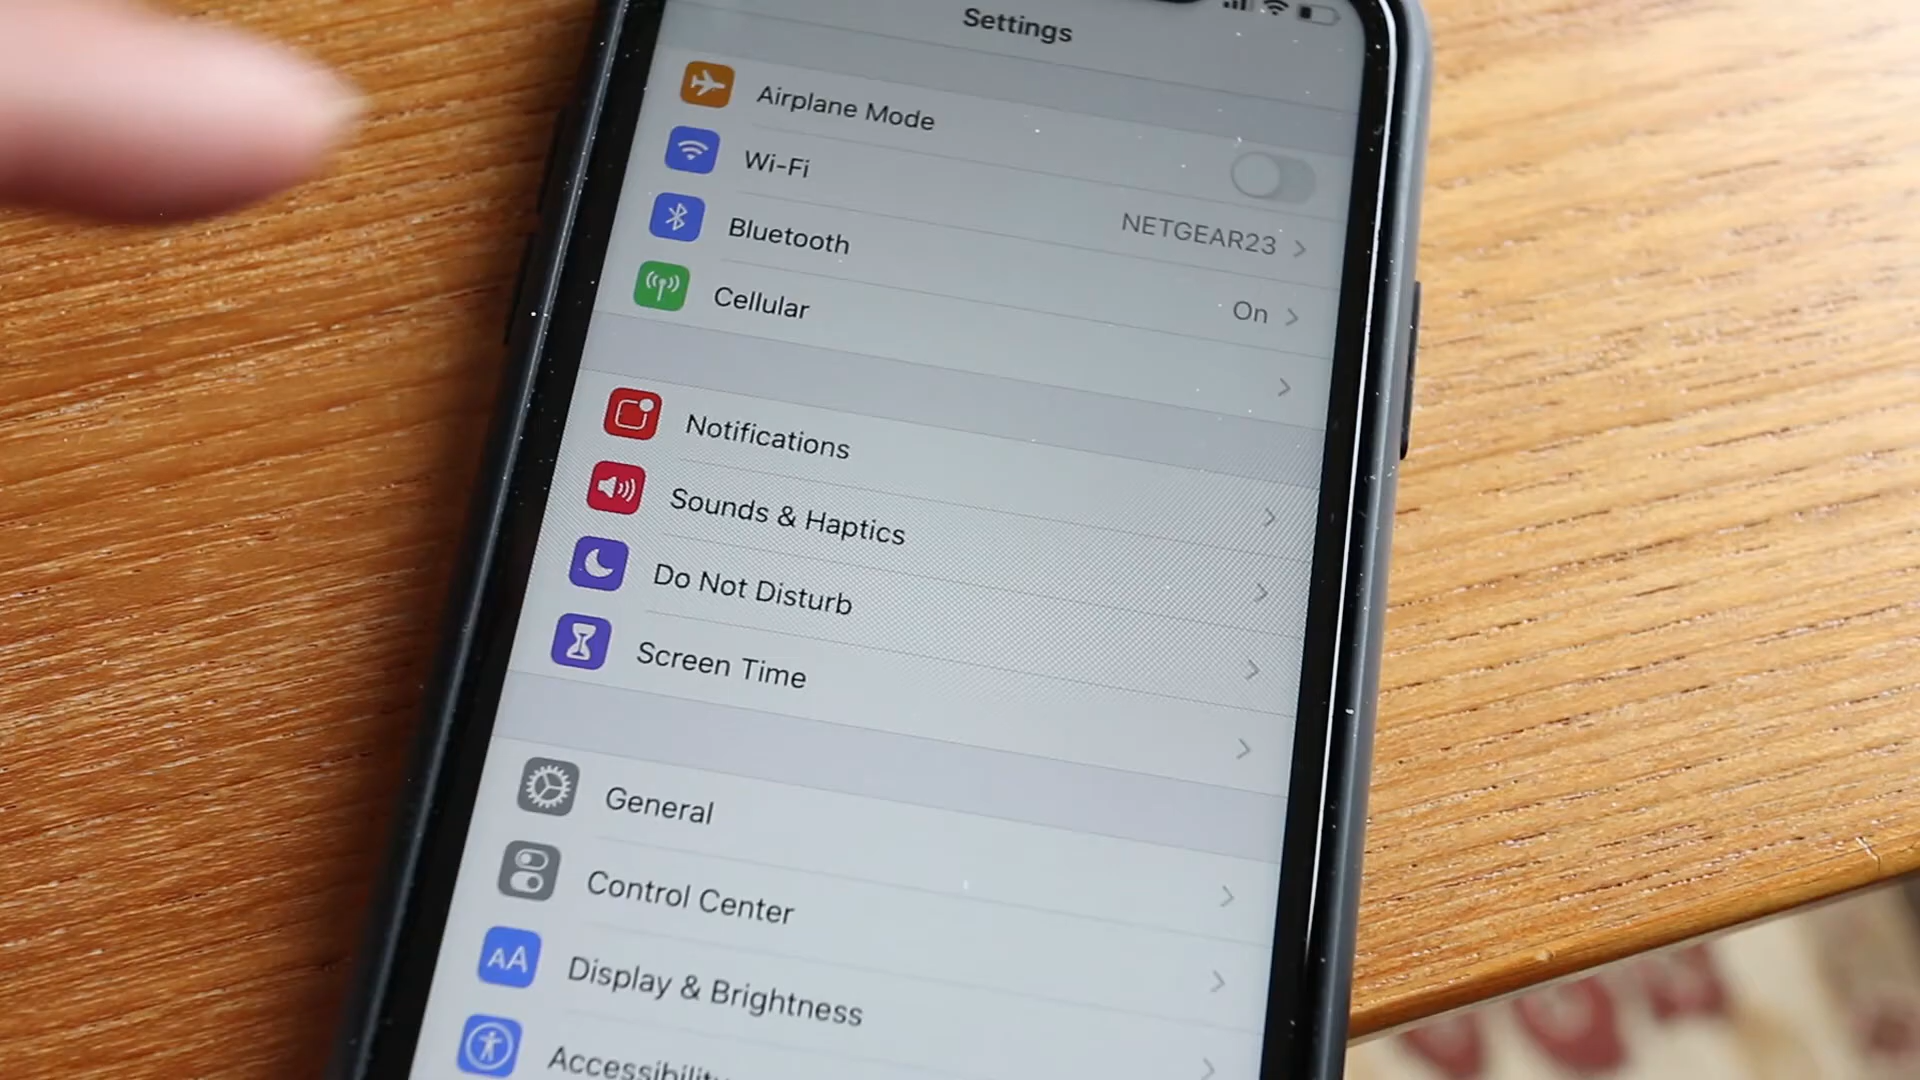 Settings
Airplane Mode
Wi-Fi
NETGEAR23
Bluetooth
On
Cellular
Notifications
Sounds & Haptics
Do Not Disturb
Screen Time
General
Control Center
AA
Display & Brightness
Accessibility